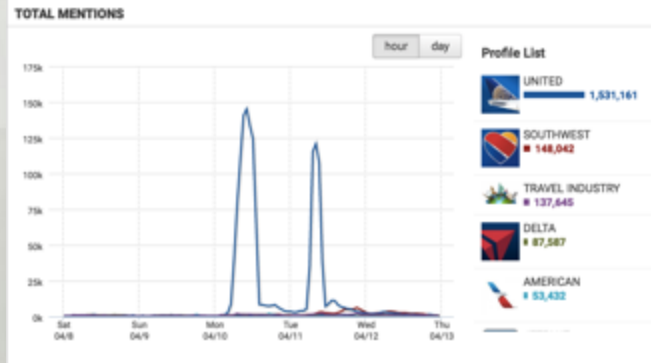 TOTAL MENTIONS
hour day
Profile List
175k
150k
125k
100k
75k
50k
25k
0k
Sat 04/8
Sun 04/9
Mon 04/10
Tue 04/11
Wed 04/12
Thu 04/13
UNITED
1,531,161
SOUTHWEST
148,042
TRAVEL INDUSTRY
137,645
DELTA
87,587
AMERICAN
53,432